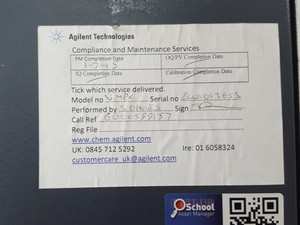 Agilent Technologies
Compliance and Maintenance Services
PM Completion Date
OQ PV Completion Date
IQ Completion Date
Calibration Completion Date
Tick which service delivered.
Model no Serial no
Performed by Sign
Call Ref
Reg File
www.chem.agilent.com
UK: 0845 712 5292 Ire: 01 6058324
customercare_uk@agilent.com
School
Asset Manager